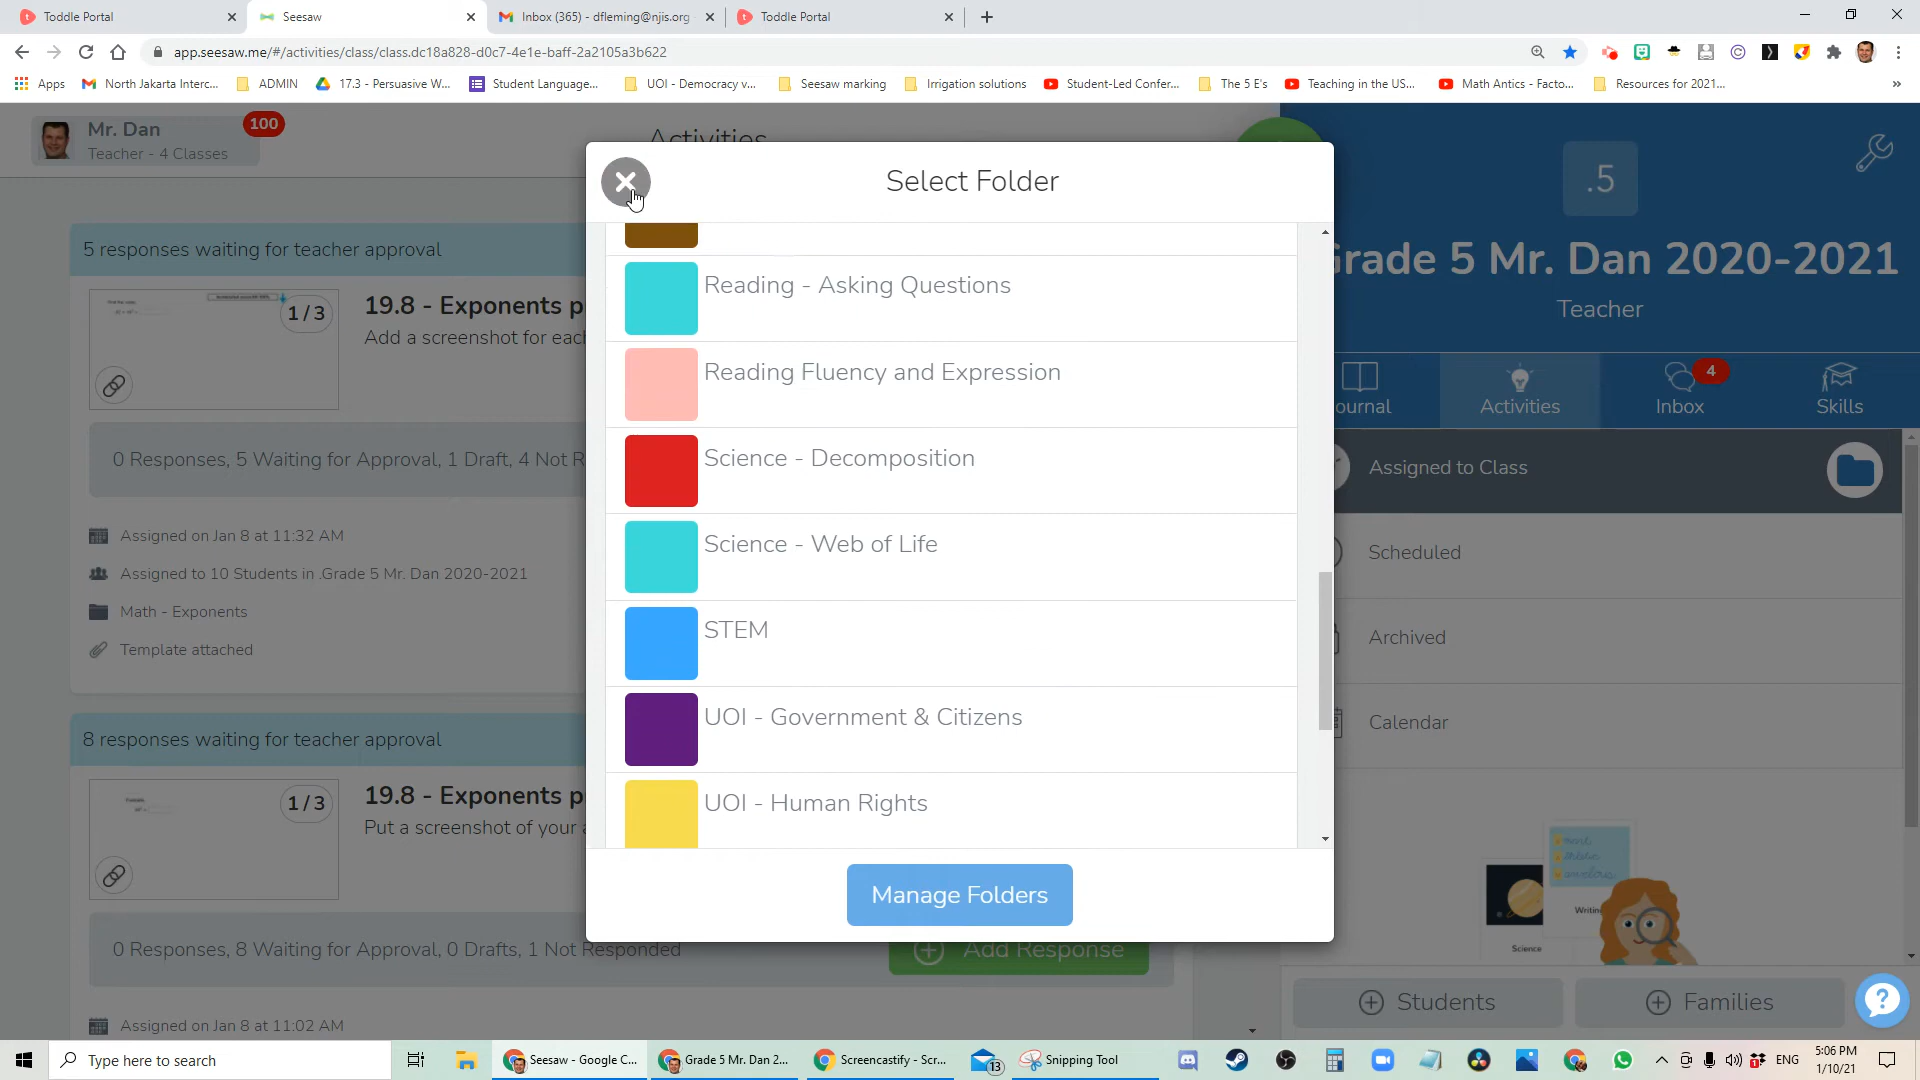 Toddle Portal
Seesaw
Inbox (365) - dfleming@njis.org
Toddle Portal
app.seesaw.me/#/activities/class/class.dc18a828-d0c7-4e1e-baff-2a2105a3b622
Apps
North Jakarta Interc...
ADMIN
17.3 - Persuasive W...
Student Language...
UOI - Democracy v...
Seesaw marking
Irrigation solutions
Student-Led Confer...
The 5 E's
Teaching in the US...
Math Antics - Facto...
Resources for 2021...
Mr. Dan
Teacher - 4 Classes
100
Activities
5 responses waiting for teacher approval
1 / 3
19.8 - Exponents p
Add a screenshot for eac
0 Responses, 5 Waiting for Approval, 1 Draft, 4 Not R
Assigned on Jan 8 at 11:32 AM
Assigned to 10 Students in .Grade 5 Mr. Dan 2020-2021
Math - Exponents
Template attached
8 responses waiting for teacher approval
1 / 3
19.8 - Exponents p
Put a screenshot of your a
0 Responses, 8 Waiting for Approval, 0 Drafts, 1 Not Responded
Add Response
Assigned on Jan 8 at 11:02 AM
Select Folder
Reading - Asking Questions
Reading Fluency and Expression
Science - Decomposition
Science - Web of Life
STEM
UOI - Government & Citizens
UOI - Human Rights
Manage Folders
.5
Grade 5 Mr. Dan 2020-2021
Teacher
ournal
Activities
4
Inbox
Skills
Assigned to Class
Scheduled
Archived
Calendar
Science
Students
Families
?
Type here to search
Seesaw - Google C...
Grade 5 Mr. Dan 2...
Screencastify - Scr...
13
Snipping Tool
ENG
5:06 PM
1/10/21